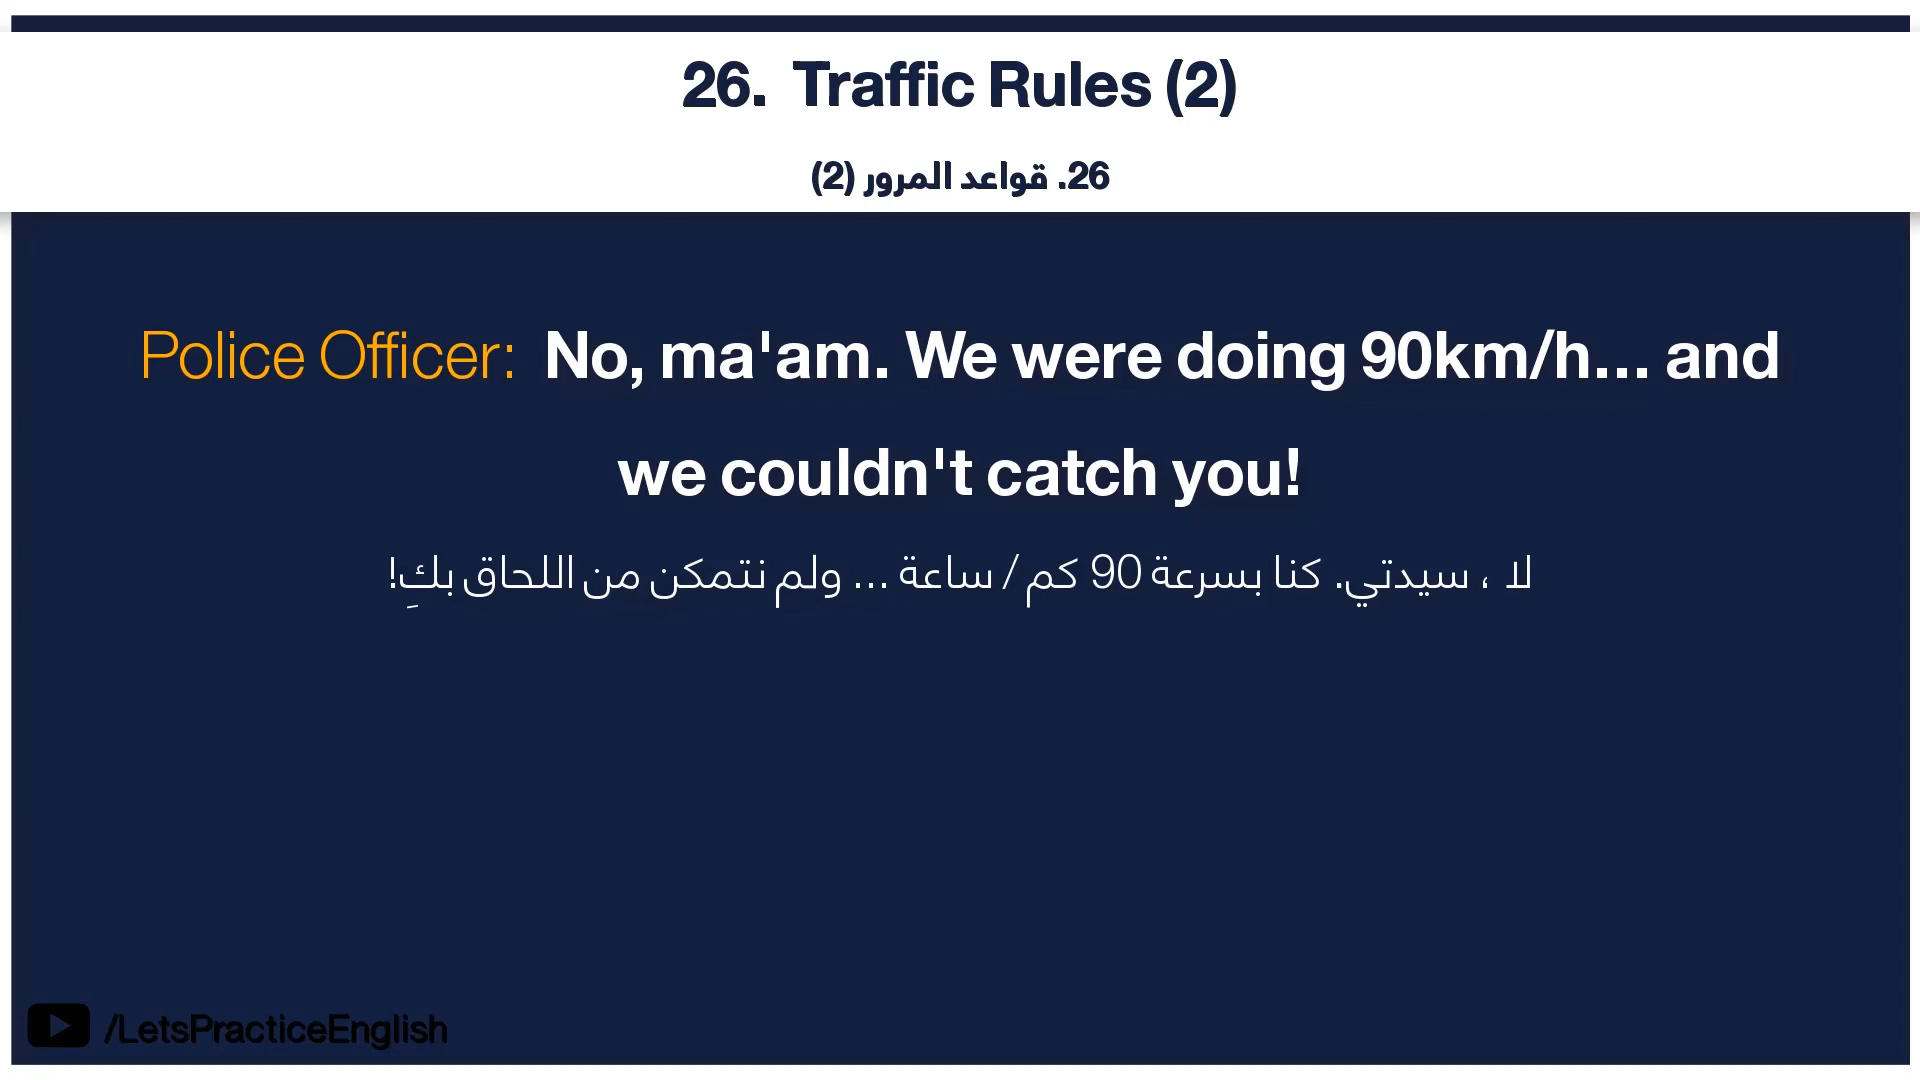 26. Traffic Rules (2)
26. قواعد المرور (2)
Police Officer: No, ma'am. We were doing 90km/h... and
we couldn't catch you!
لا ، سيدتي. كنا بسرعة 90 كم / ساعة ... ولم نتمكن من اللحاق بكِ!
/LetsPracticeEnglish